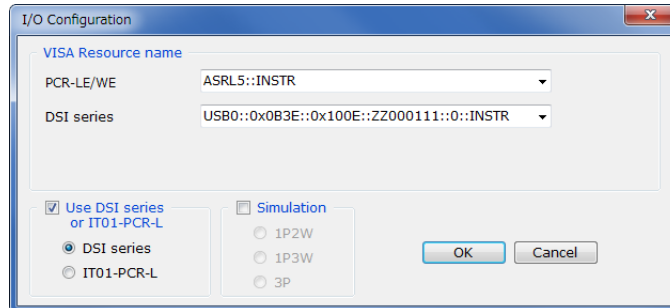 I/O Configuration
x
VISA Resource name
PCR-LE/WE
ASRL5::INSTR
DSI series
USB0::0x0B3E::0x100E::ZZ000111::0::INSTR
Use DSI series
or IT01-PCR-L
DSI series
IT01-PCR-L
Simulation
1P2W
1P3W
3P
OK
Cancel